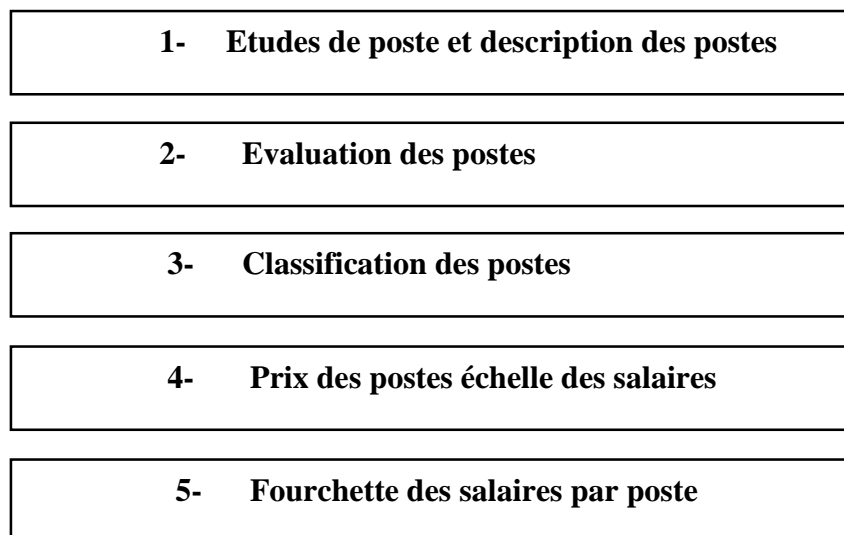 1- Etudes de poste et description des postes
2- Evaluation des postes
3- Classification des postes
4- Prix des postes échelle des salaires
5- Fourchette des salaires par poste